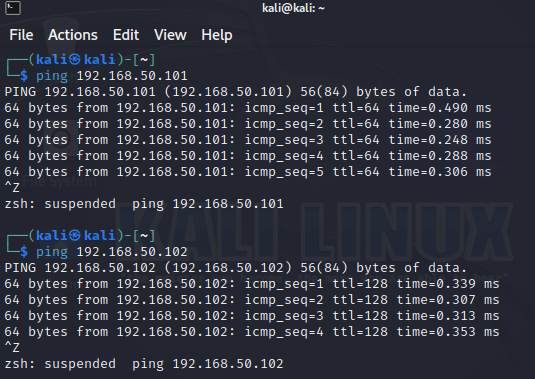 kali@kali: ~
File Actions Edit View Help
┌──(kali㉿kali)-[~]
└─$ ping 192.168.50.101
PING 192.168.50.101 (192.168.50.101) 56(84) bytes of data.
64 bytes from 192.168.50.101: icmp_seq=1 ttl=64 time=0.490 ms
64 bytes from 192.168.50.101: icmp_seq=2 ttl=64 time=0.280 ms
64 bytes from 192.168.50.101: icmp_seq=3 ttl=64 time=0.248 ms
64 bytes from 192.168.50.101: icmp_seq=4 ttl=64 time=0.288 ms
64 bytes from 192.168.50.101: icmp_seq=5 ttl=64 time=0.306 ms
^Z
File System
zsh: suspended  ping 192.168.50.101
KALI LINUX
┌──(kali㉿kali)-[~]
└─$ ping 192.168.50.102
PING 192.168.50.102 (192.168.50.102) 56(84) bytes of data.
64 bytes from 192.168.50.102: icmp_seq=1 ttl=128 time=0.339 ms
64 bytes from 192.168.50.102: icmp_seq=2 ttl=128 time=0.307 ms
64 bytes from 192.168.50.102: icmp_seq=3 ttl=128 time=0.313 ms
64 bytes from 192.168.50.102: icmp_seq=4 ttl=128 time=0.353 ms
^Z
zsh: suspended  ping 192.168.50.102